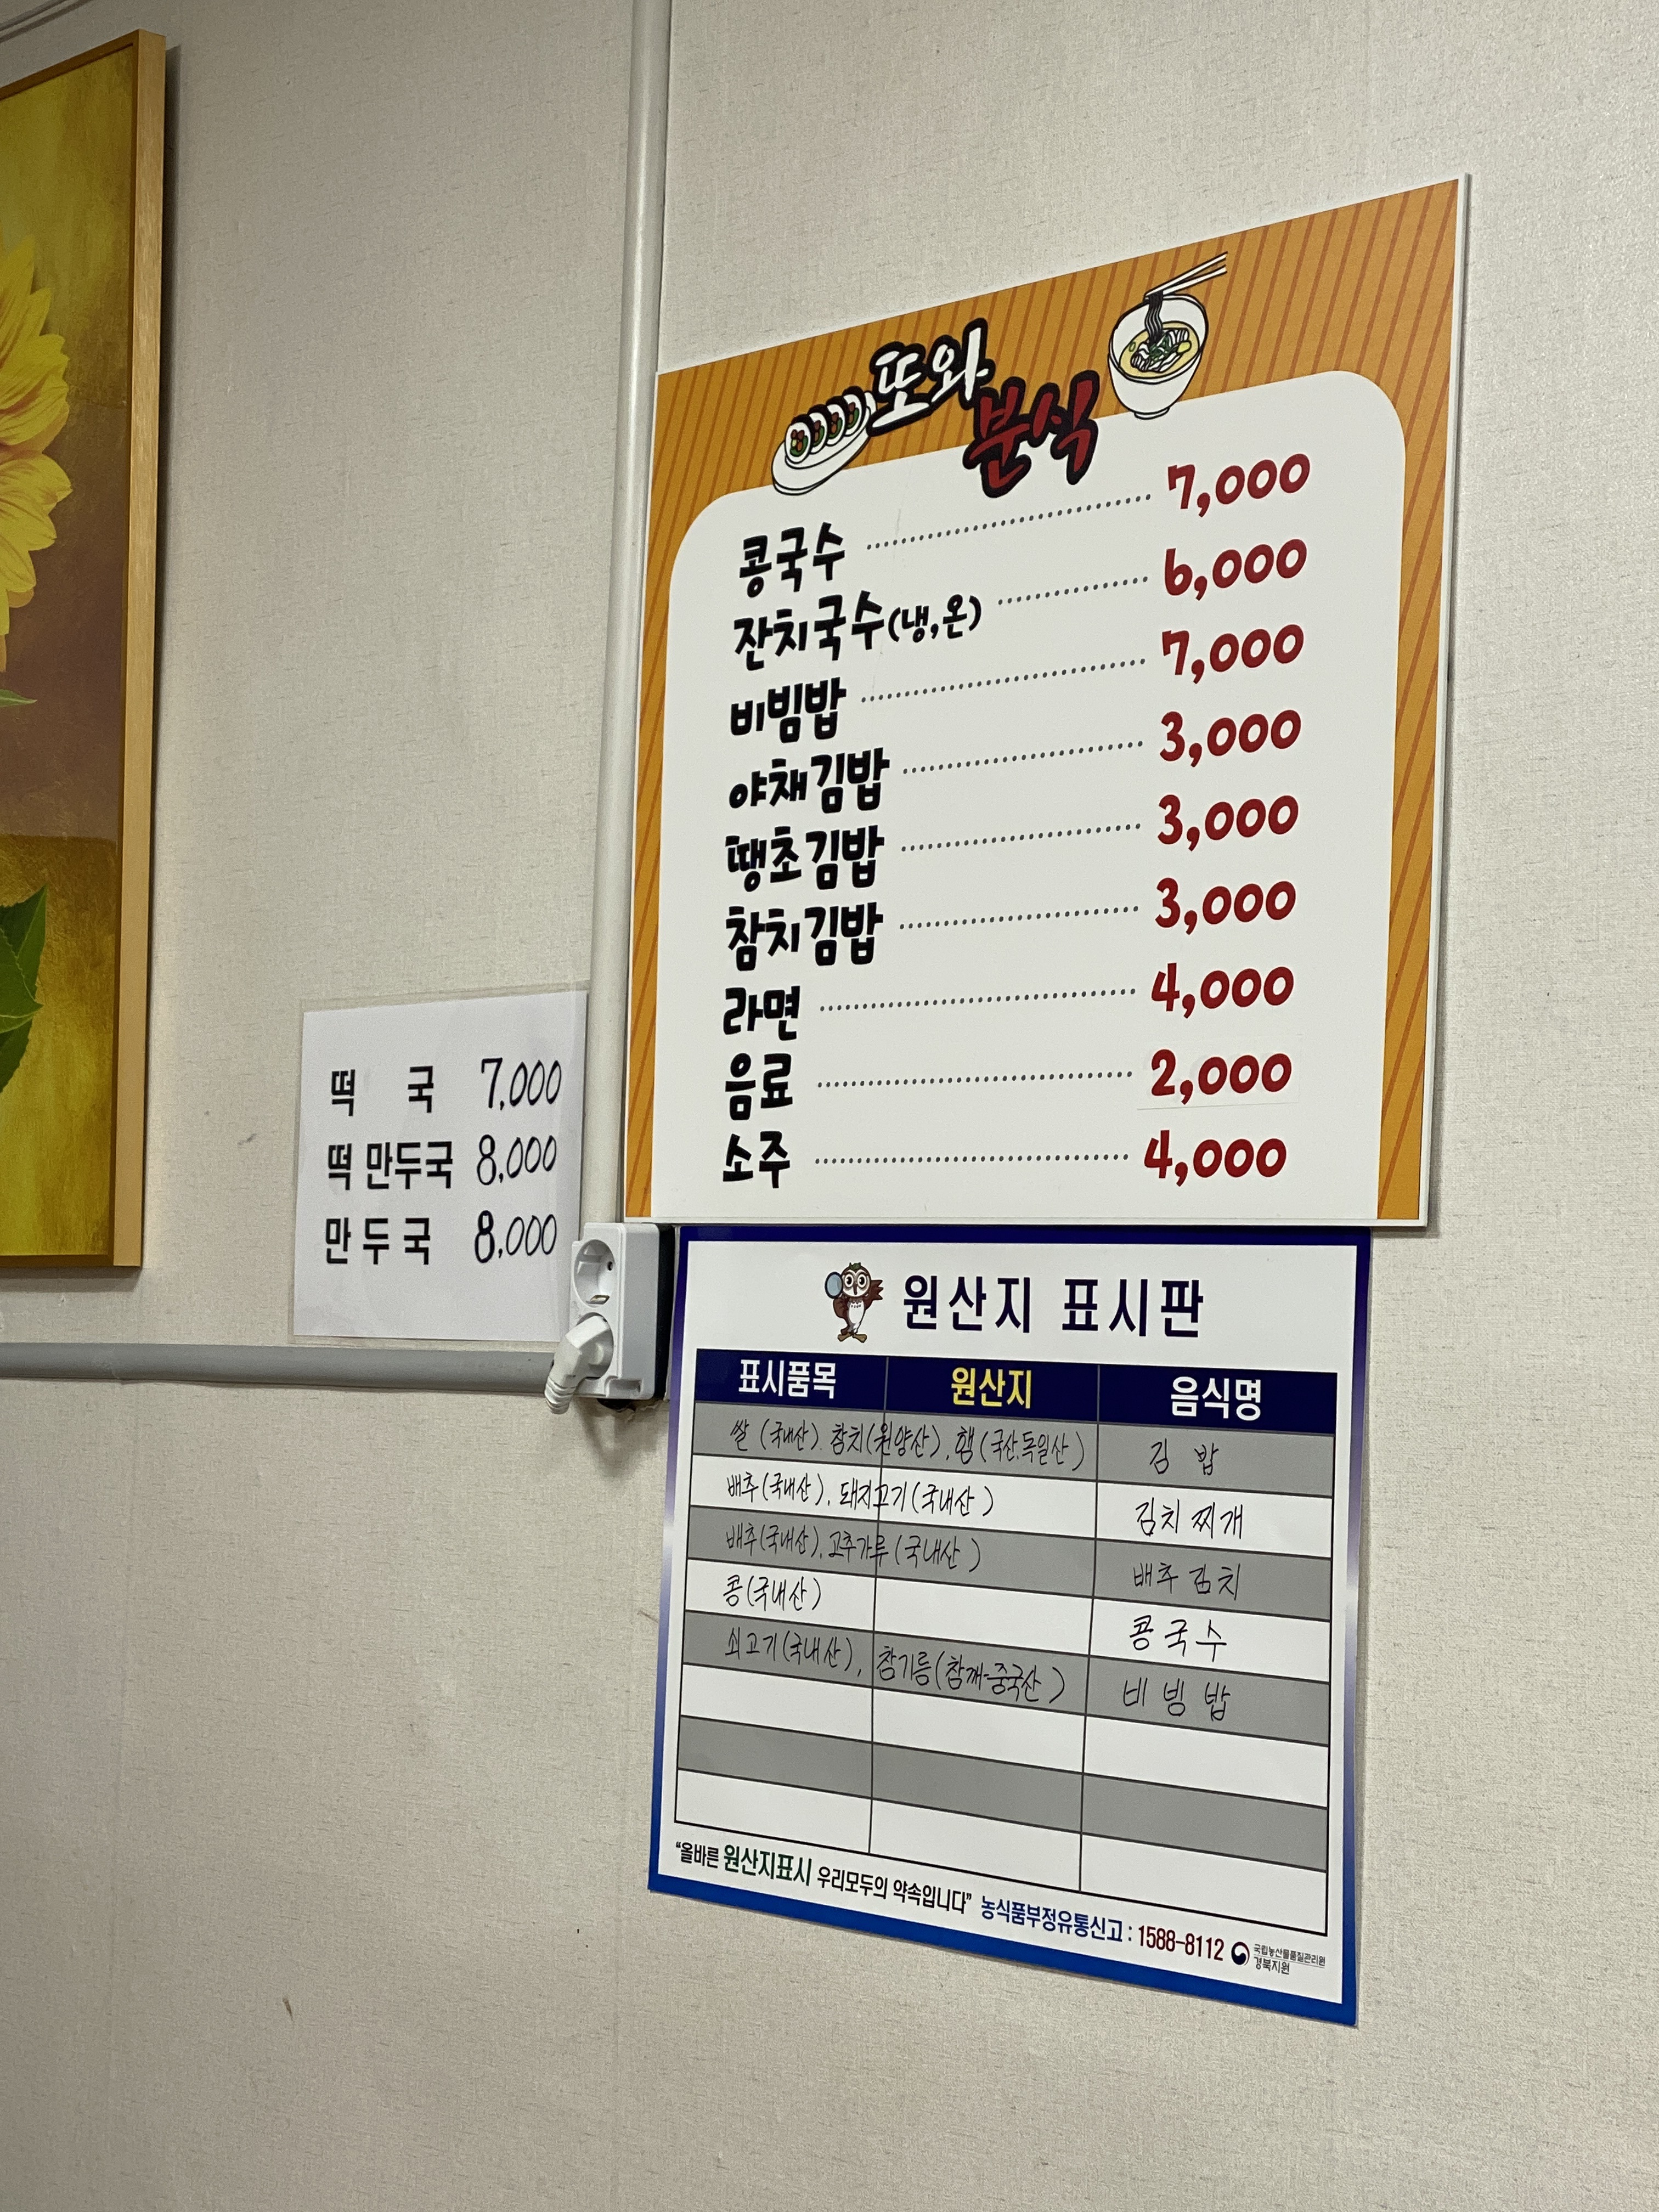 또와
분식
콩국수 7,000
잔치국수(냉,온) 6,000
비빔밥 7,000
야채김밥 3,000
땡초김밥 3,000
참치김밥 3,000
라면 4,000
음료 2,000
소주 4,000
떡 국 7,000
떡 만두국 8,000
만 두 국 8,000
원산지 표시판
표시품목 원산지 음식명
쌀 (국내산). 참치(원양산), 햄(국산.독일산) 김 밥
배추(국내산), 돼지고기(국내산) 김치 찌개
배추(국내산), 고추가루(국내산) 배추 김치
콩(국내산) 콩 국 수
쇠고기(국내산), 참기름(참깨-중국산) 비 빙 밥
"올바른 원산지표시 우리모두의 약속입니다" 농식품부정유통신고 : 1588-8112 국립농산물품질관리원
경북지원